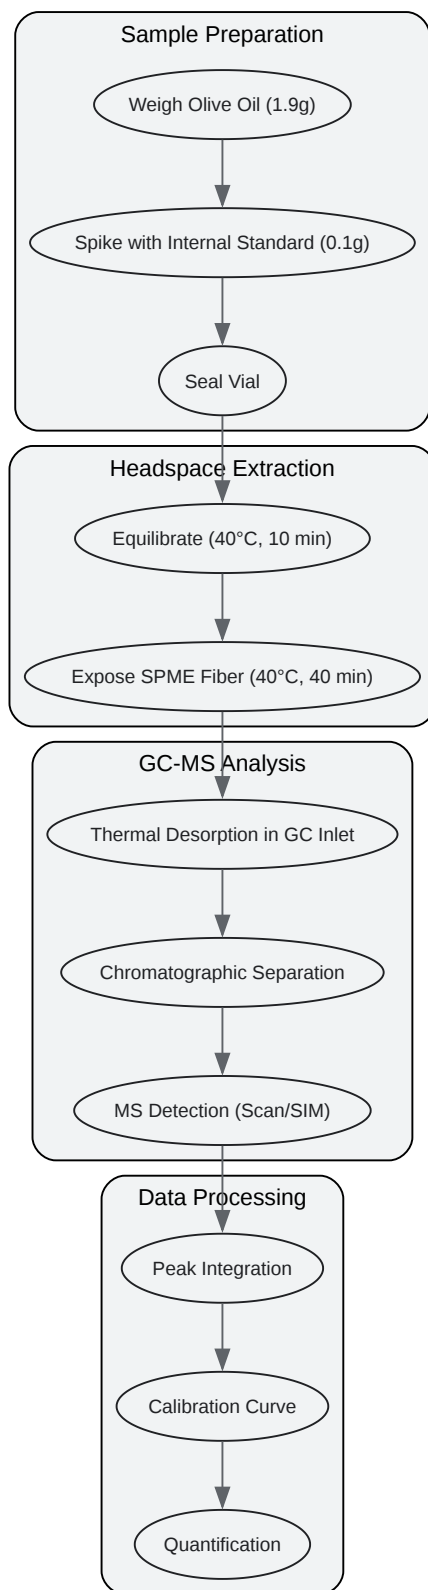 Sample Preparation
Weigh Olive Oil (1.9g)
Spike with Internal Standard (0.1g)
Seal Vial
Headspace Extraction
Equilibrate (40°C, 10 min)
Expose SPME Fiber (40°C, 40 min)
GC-MS Analysis
Thermal Desorption in GC Inlet
Chromatographic Separation
MS Detection (Scan/SIM)
Data Processing
Peak Integration
Calibration Curve
Quantification